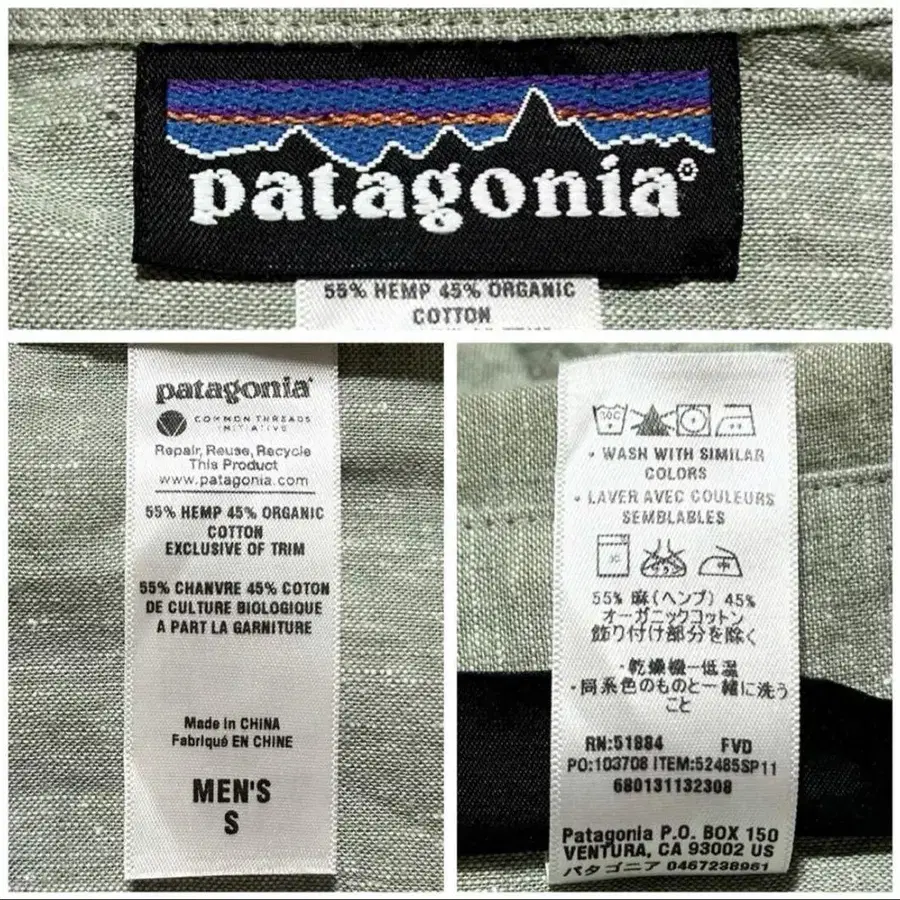 patagonia®
55% HEMP 45% ORGANIC
COTTON
patagonia®
COMMON THREADS
INITIATIVE
Repair, Reuse, Recycle
This Product
www.patagonia.com
55% HEMP 45% ORGANIC
COTTON
EXCLUSIVE OF TRIM
55% CHANVRE 45% COTON
DE CULTURE BIOLOGIQUE
A PART LA GARNITURE
Made in CHINA
Fabriqué EN CHINE
MEN'S
S
• WASH WITH SIMILAR
COLORS
• LAVER AVEC COULEURS
SEMBLABLES
55% 麻(ヘンプ) 45%
オーガニックコットン
飾り付け部分を除く
・乾燥機一低温
・同系色のものと一緒に洗う
こと
RN:51884 FVD
PO:103708 ITEM:52485SP11
680131132308
Patagonia P.O. BOX 150
VENTURA, CA 93002 US
パタゴニア 0467238961